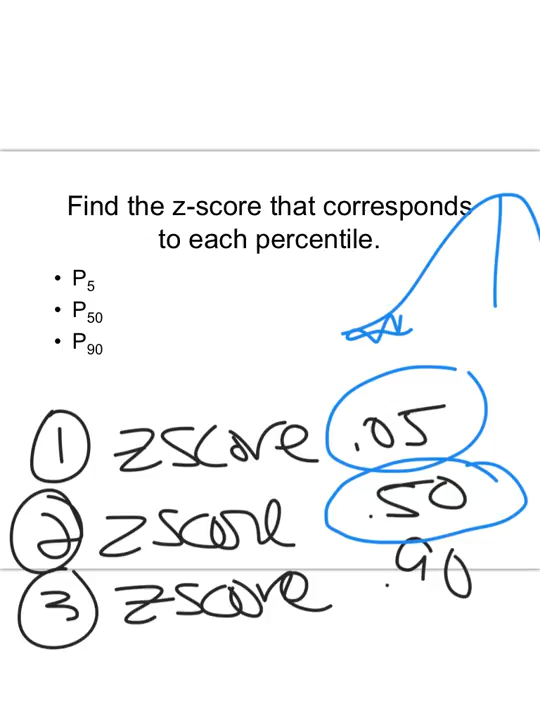 Find the z-score that corresponds
to each percentile.
• P5
• P50
• P90
1 zscore .05
2 zscore .50
3 zscore .90